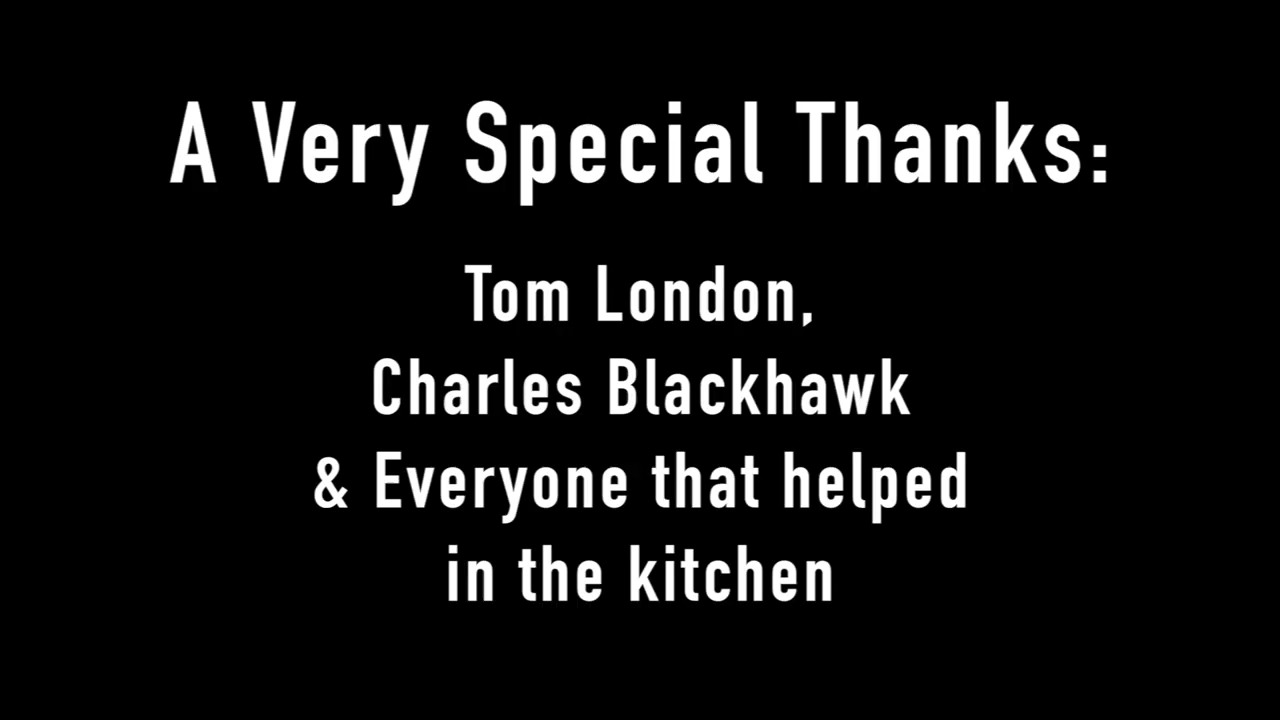 A Very Special Thanks:
Tom London,
Charles Blackhawk
& Everyone that helped
in the kitchen